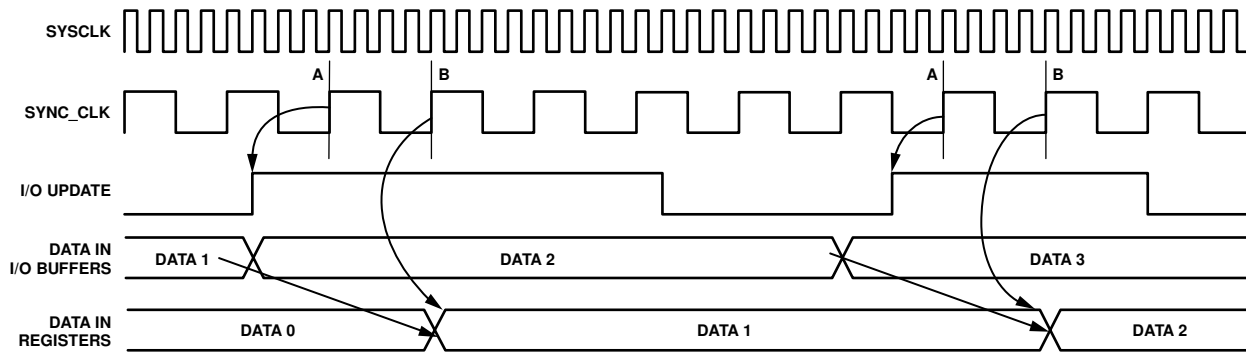 SYSCLK
A B A B
SYNC_CLK
I/O UPDATE
DATA IN
I/O BUFFERS
DATA 1 DATA 2 DATA 3
DATA IN
REGISTERS
DATA 0 DATA 1 DATA 2